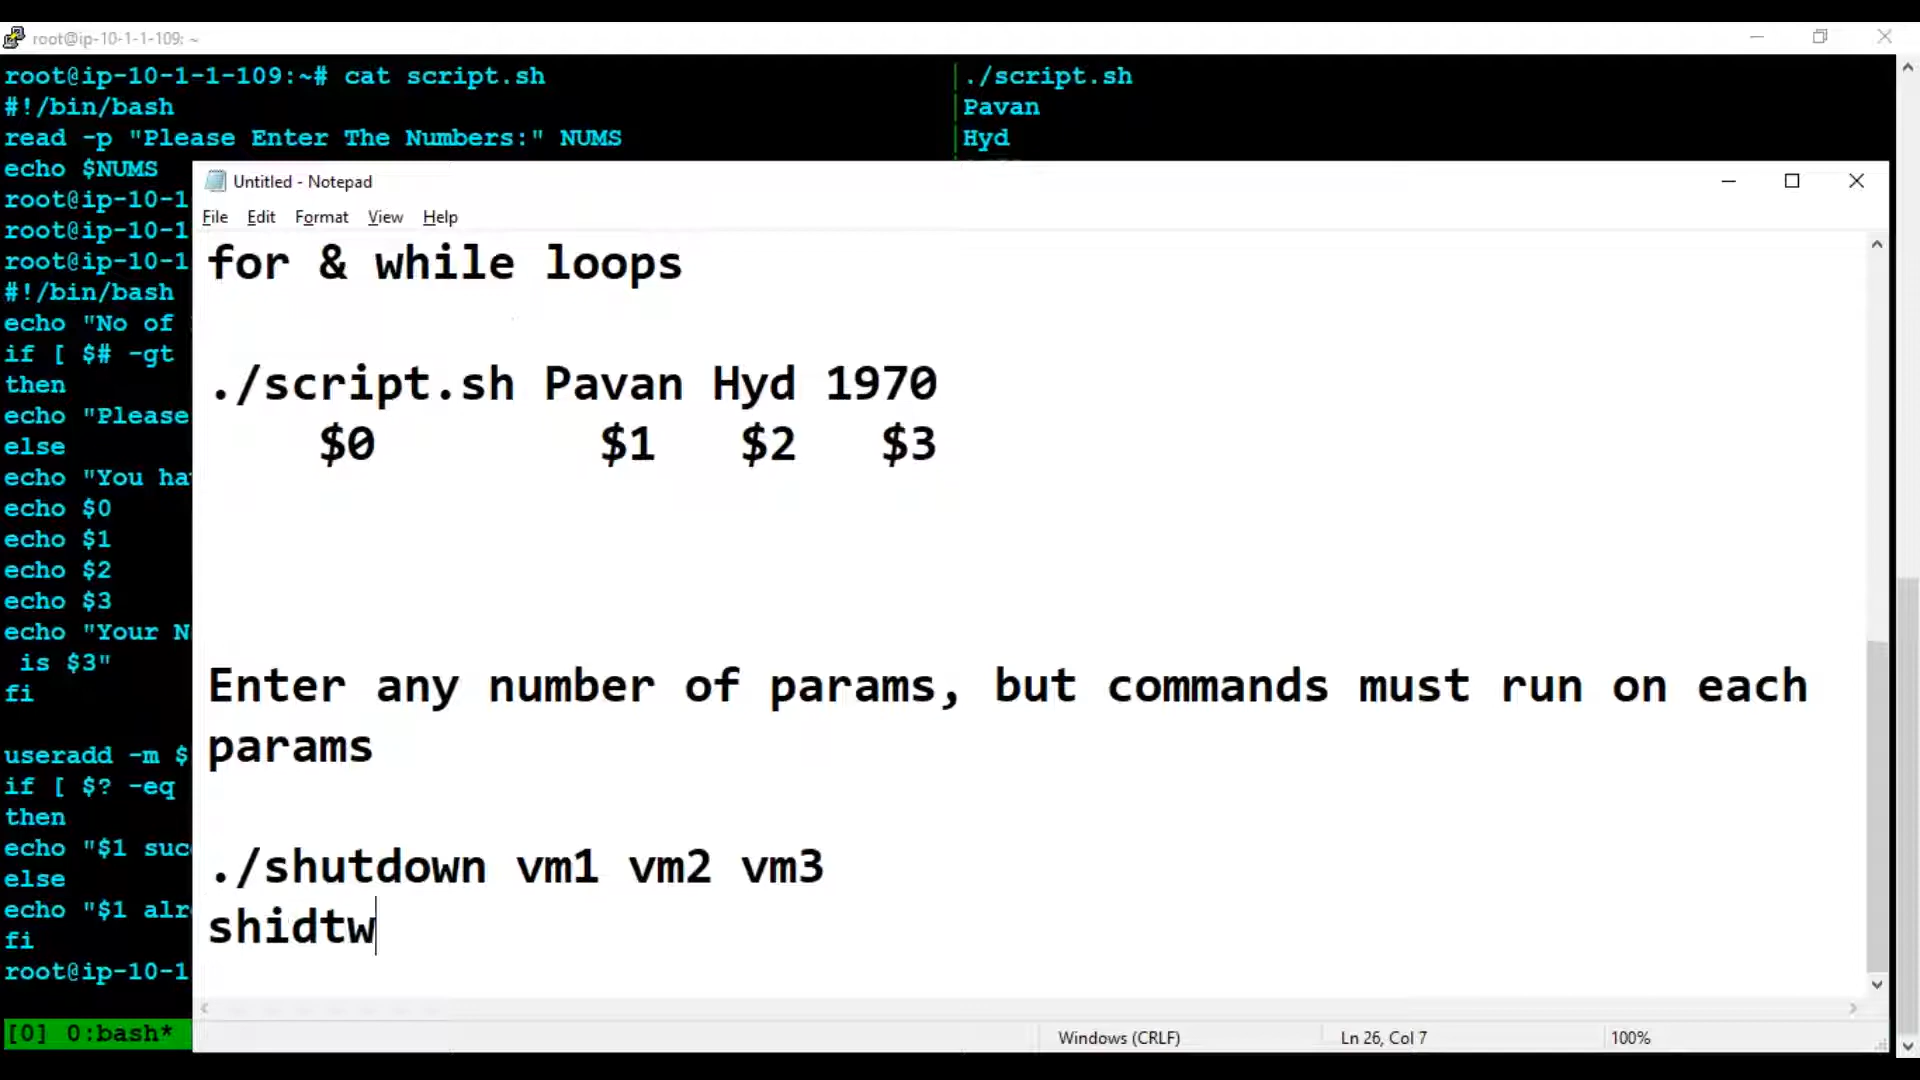 root@ip-10-1-1-109: ~
root@ip-10-1-1-109:~# cat script.sh
#!/bin/bash
read -p "Please Enter The Numbers:" NUMS
echo $NUMS
root@ip-10-1
root@ip-10-1
root@ip-10-1
#!/bin/bash
echo "No of
if [ $# -gt
then
echo "Please
else
echo "You ha
echo $0
echo $1
echo $2
echo $3
echo "Your N
is $3"
fi
useradd -m $
if [ $? -eq
then
echo "$1 suc
else
echo "$1 alr
fi
root@ip-10-1
[0] 0:bash*
./script.sh
Pavan
Hyd
Untitled - Notepad
File Edit Format View Help
for & while loops
./script.sh Pavan Hyd 1970
$0 $1 $2 $3
Enter any number of params, but commands must run on each
params
./shutdown vm1 vm2 vm3
shidtw
Windows (CRLF) Ln 26, Col 7 100%